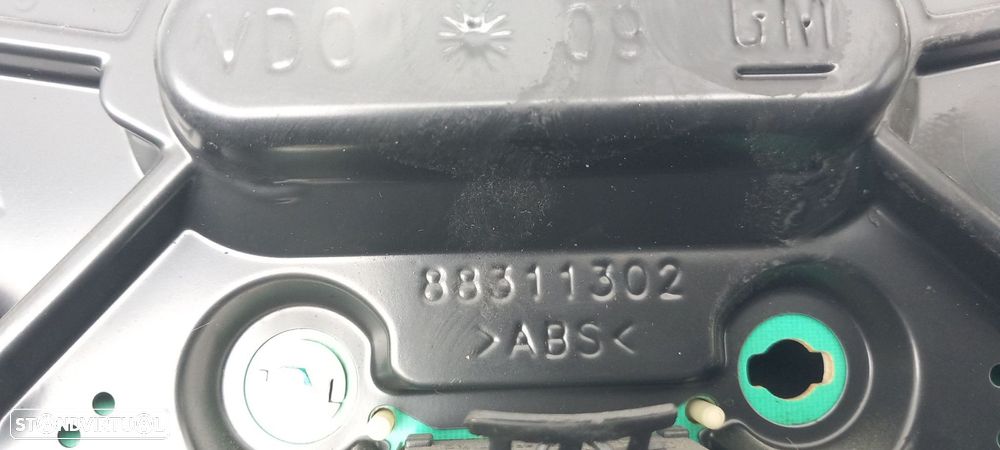 VDO 09 GM
88311302
>ABS<
STANDVIRTUAL